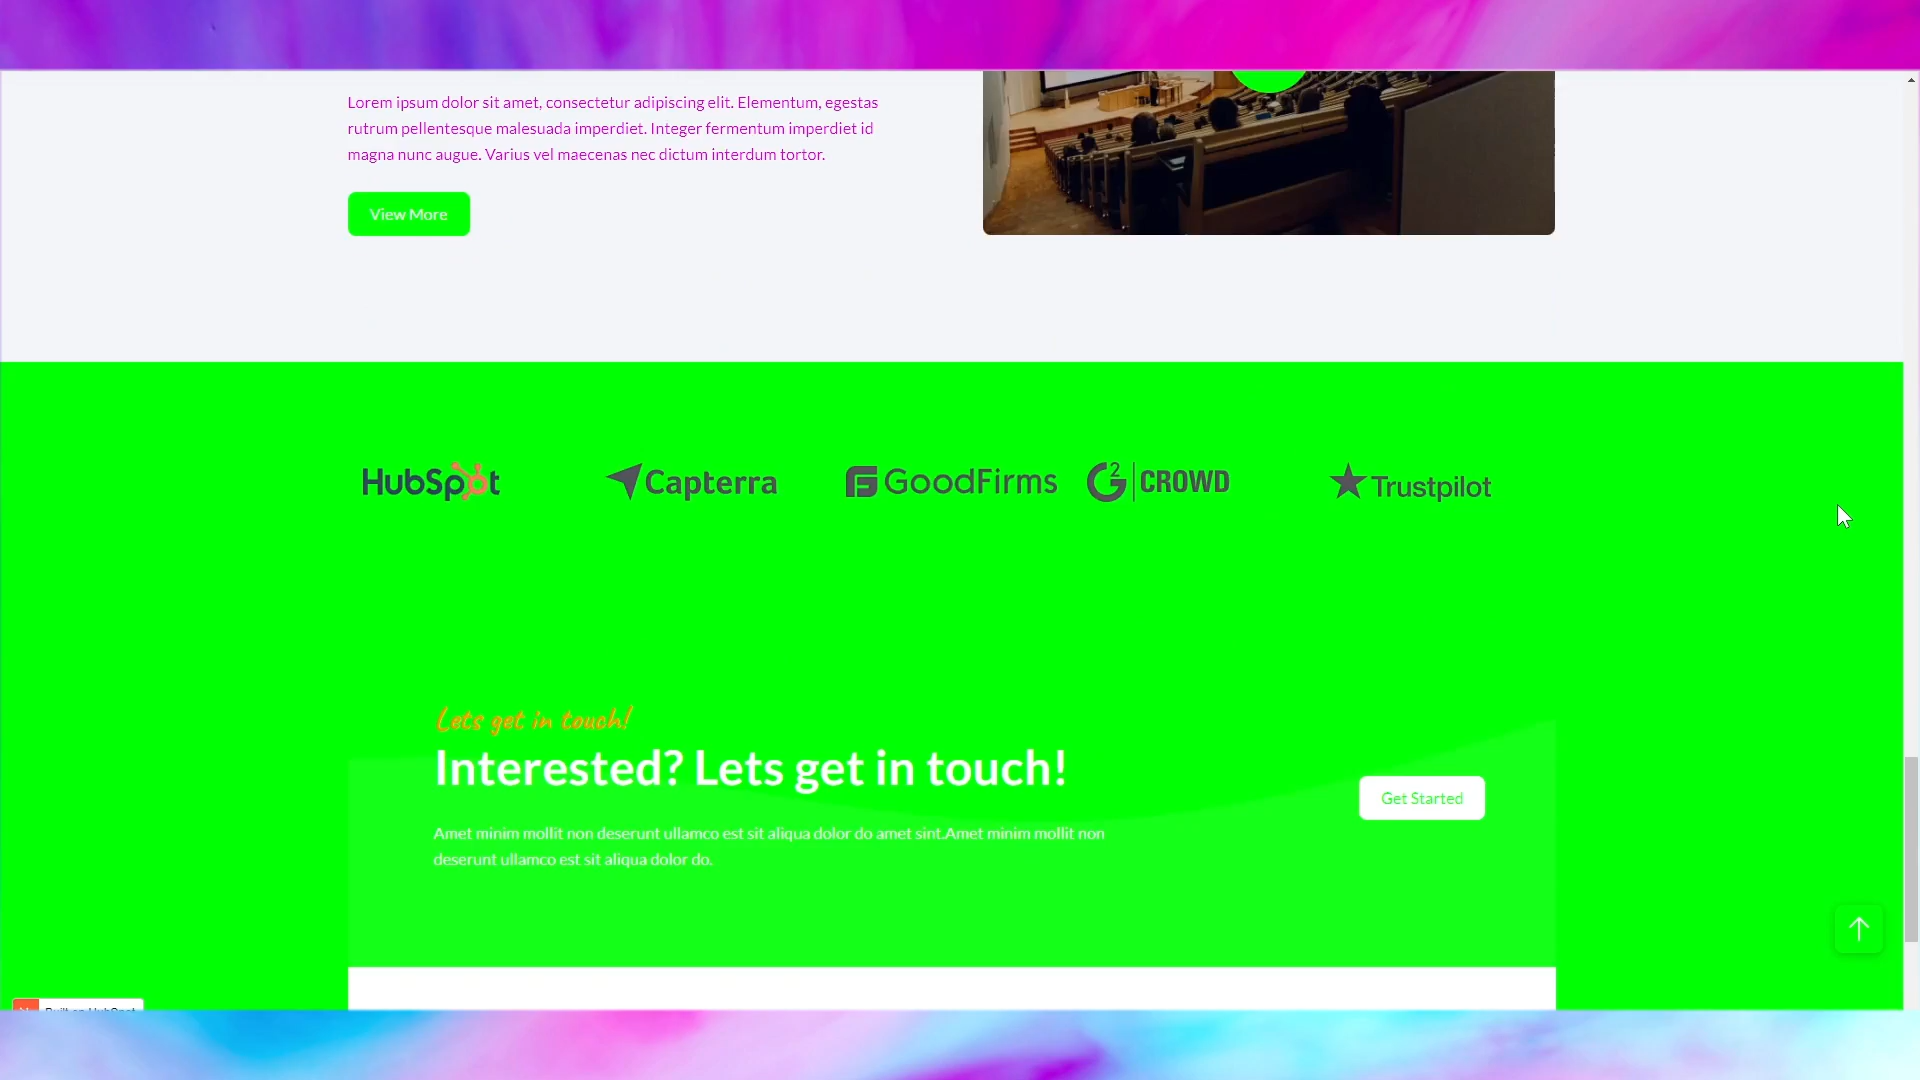 Lorem ipsum dolor sit amet, consectetur adipiscing elit. Elementum, egestas
rutrum pellentesque malesuada imperdiet. Integer fermentum imperdiet id
magna nunc augue. Varius vel maecenas nec dictum interdum tortor.
View More
HubSpot
Capterra
GoodFirms
G2 | CROWD
Trustpilot
Lets get in touch!
Interested? Lets get in touch!
Get Started
Amet minim mollit non deserunt ullamco est sit aliqua dolor do amet sint.Amet minim mollit non
deserunt ullamco est sit aliqua dolor do.
Built on HubSpot